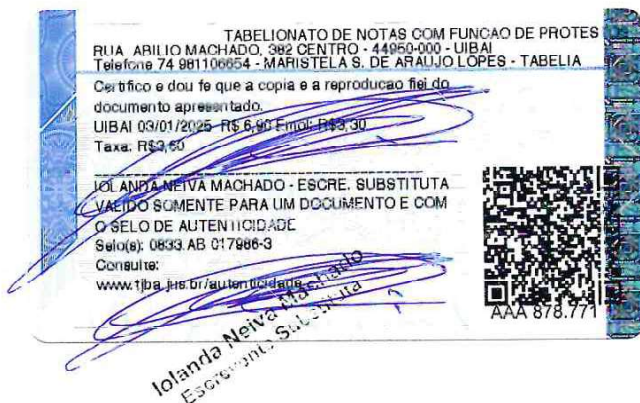 TABELIONATO DE NOTAS COM FUNCAO DE PROTES
RUA ABILIO MACHADO, 382 CENTRO - 44950-000 - UIBAI
Telefone 74 981106654 - MARISTELA S. DE ARAUJO LOPES - TABELIA
Certifico e dou fe que a copia e a reproducao fiel do
documento apresentado.
UIBAI 03/01/2025 R$ 6,90 Emol: R$3,30
Taxa: R$3,60
IOLANDA NEIVA MACHADO - ESCRE. SUBSTITUTA
VALIDO SOMENTE PARA UM DOCUMENTO E COM
O SELO DE AUTENTICIDADE
Selo(s): 0833.AB 017986-3
Consulte:
www.tjba.jus.br/autenticidade
AAA 878.771
Iolanda Neiva Machado
Escrevente Substituta